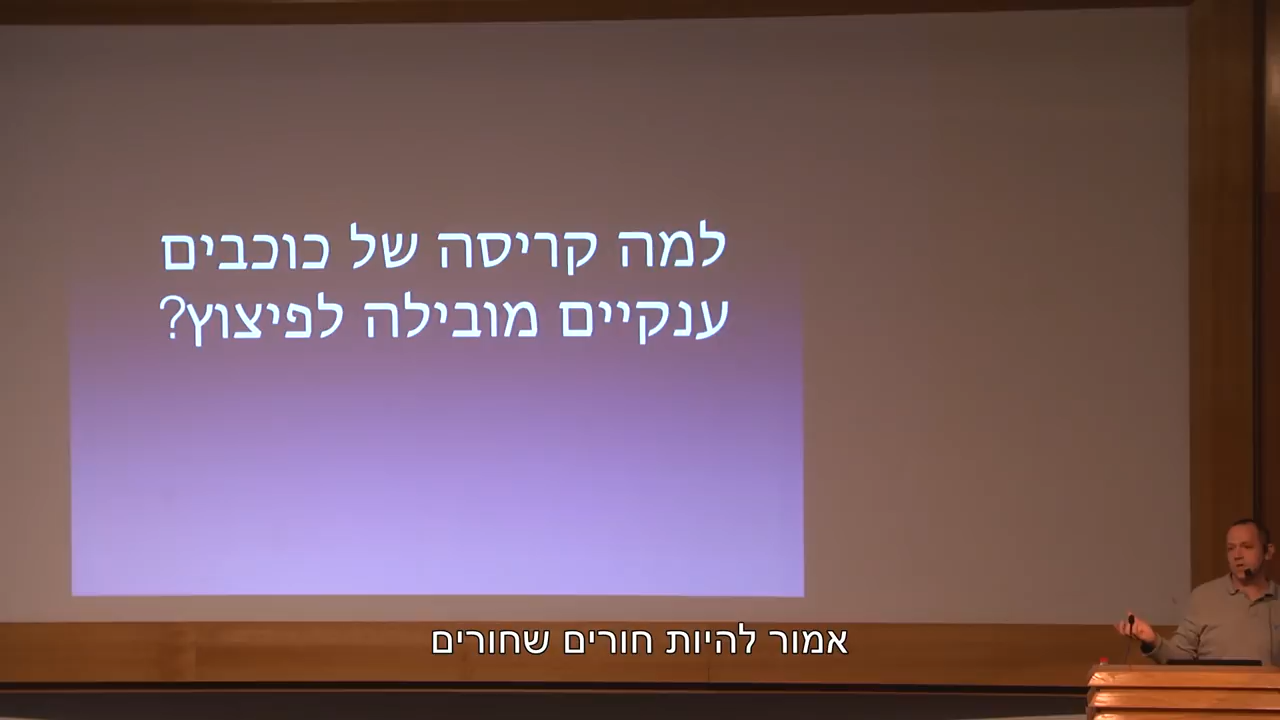 למה קריסה של כוכבים
ענקיים מובילה לפיצוץ?
אמור להיות חורים שחורים